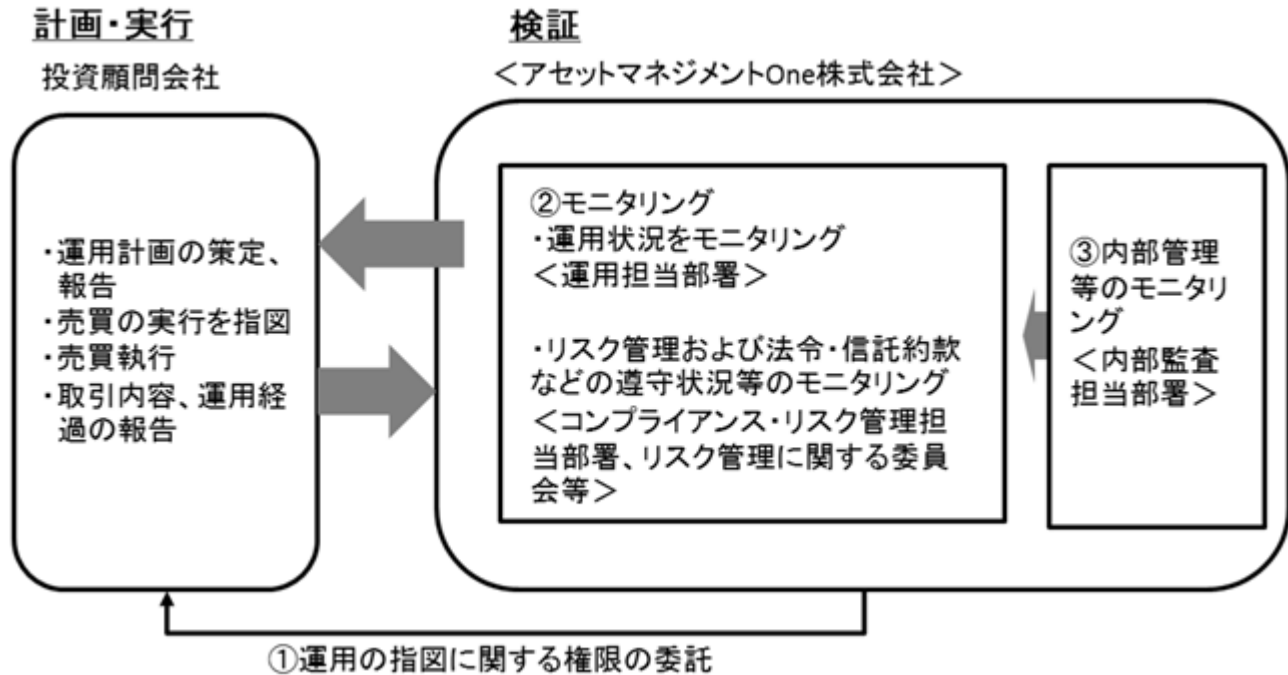 計画・実行
投資顧問会社
・運用計画の策定、
報告
・売買の実行を指図
・売買執行
・取引内容、運用経
過の報告
検証
＜アセットマネジメントOne株式会社＞
②モニタリング
・運用状況をモニタリング
＜運用担当部署＞
・リスク管理および法令・信託約款
などの遵守状況等のモニタリング
＜コンプライアンス・リスク管理担
当部署、リスク管理に関する委員
会等＞
③内部管理
等のモニタリ
ング
＜内部監査
担当部署＞
①運用の指図に関する権限の委託